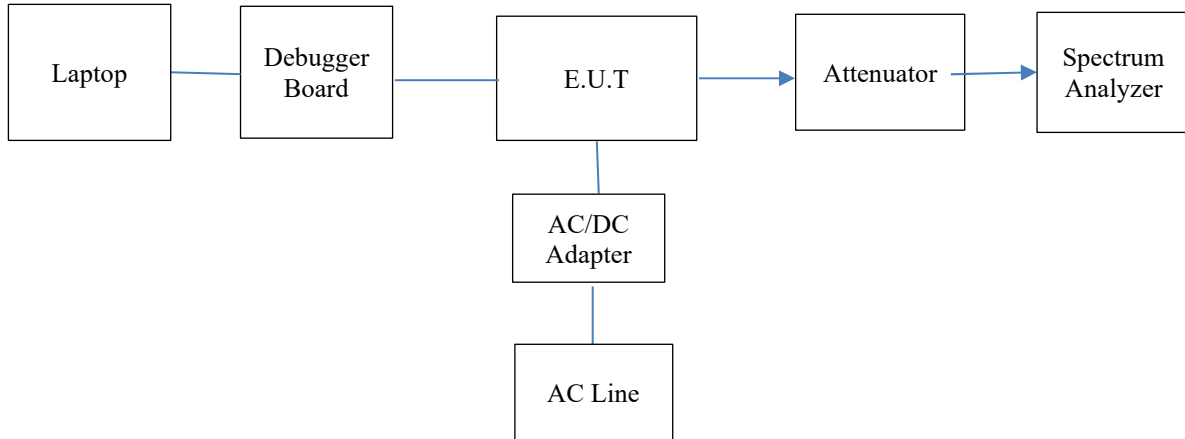 Laptop
Debugger
Board
E.U.T
Attenuator
Spectrum
Analyzer
AC/DC
Adapter
AC Line